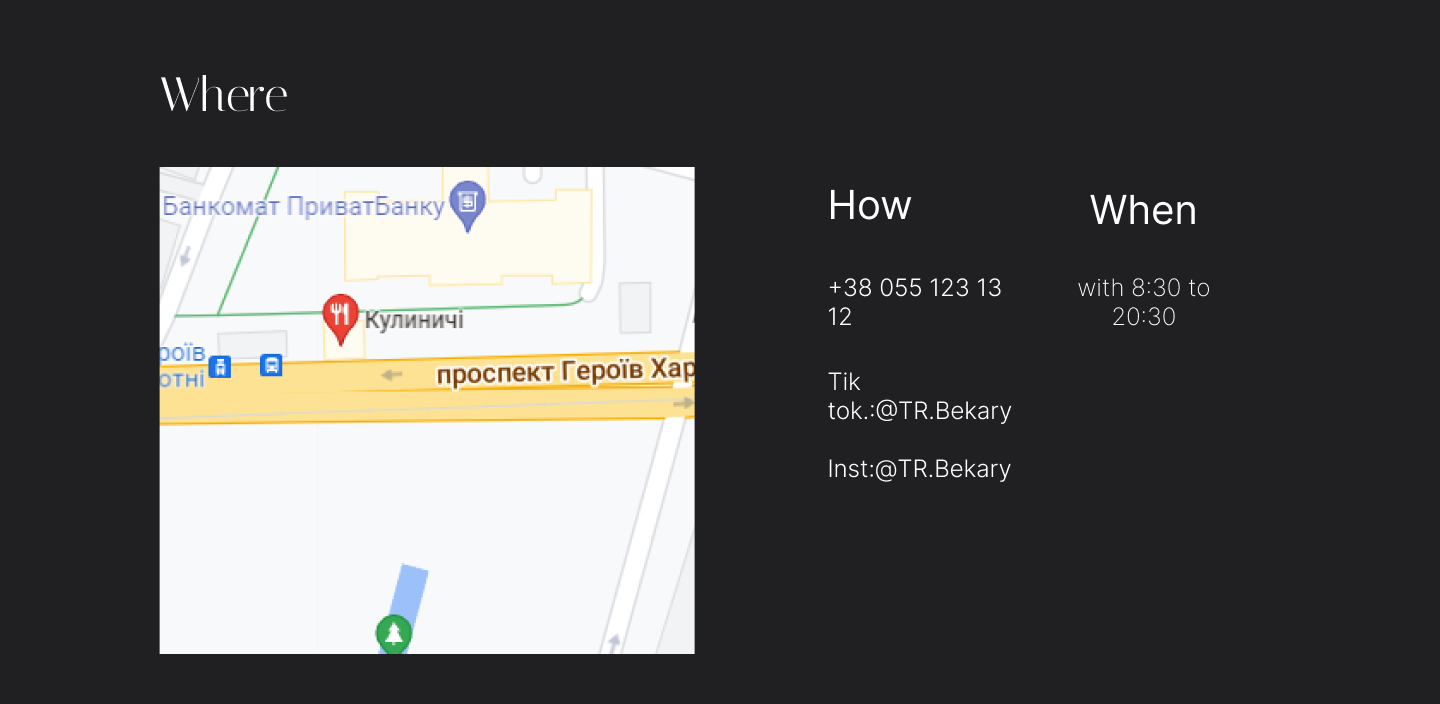 Where
Банкомат ПриватБанку
Кулиничі
роїв
отні
проспект Героїв Хар
How
+38 055 123 13
12
Tik
tok.:@TR.Bekary
Inst:@TR.Bekary
When
with 8:30 to
20:30